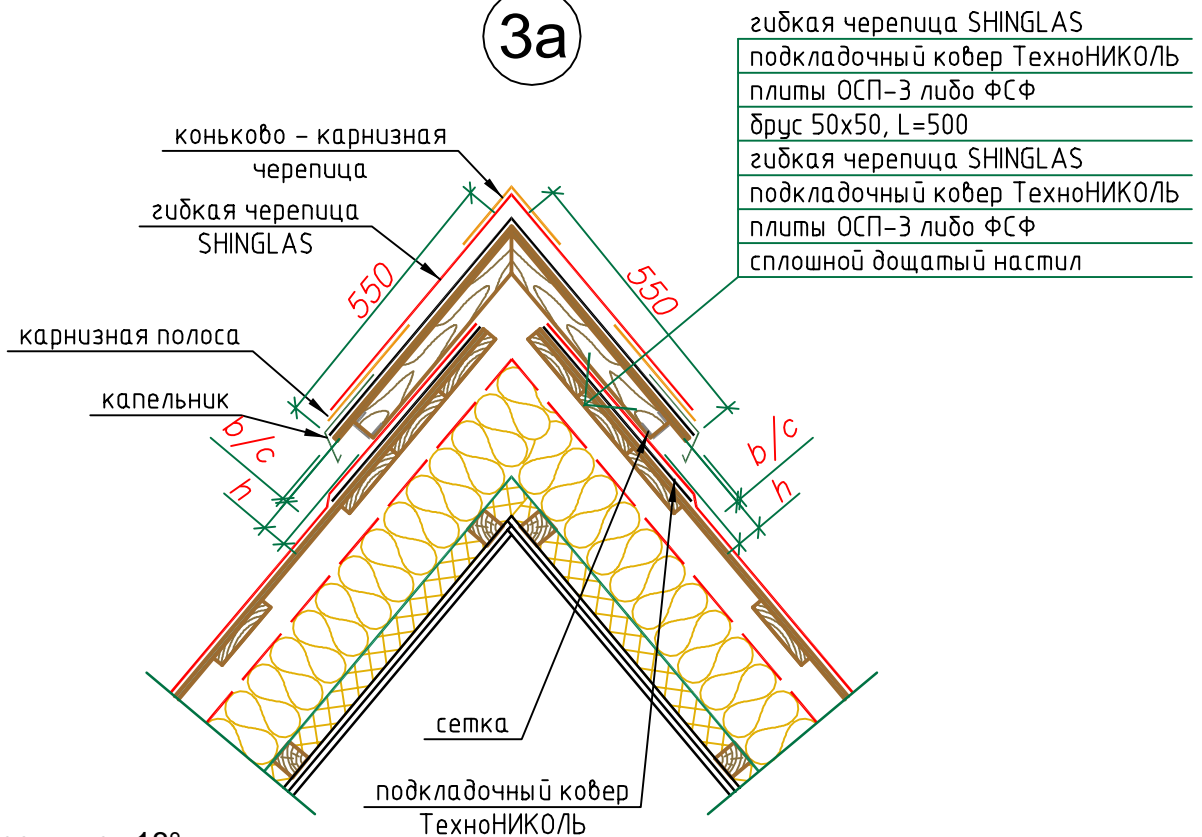 3а
гибкая черепица SHINGLAS
подкладочный ковер ТехноНИКОЛЬ
плиты ОСП-3 либо ФСФ
брус 50х50, L=500
гибкая черепица SHINGLAS
подкладочный ковер ТехноНИКОЛЬ
плиты ОСП-3 либо ФСФ
сплошной дощатый настил
коньково - карнизная
черепица
гибкая черепица
SHINGLAS
550
550
карнизная полоса
капельник
b/c
h
b/c
h
сетка
подкладочный ковер
ТехноНИКОЛЬ